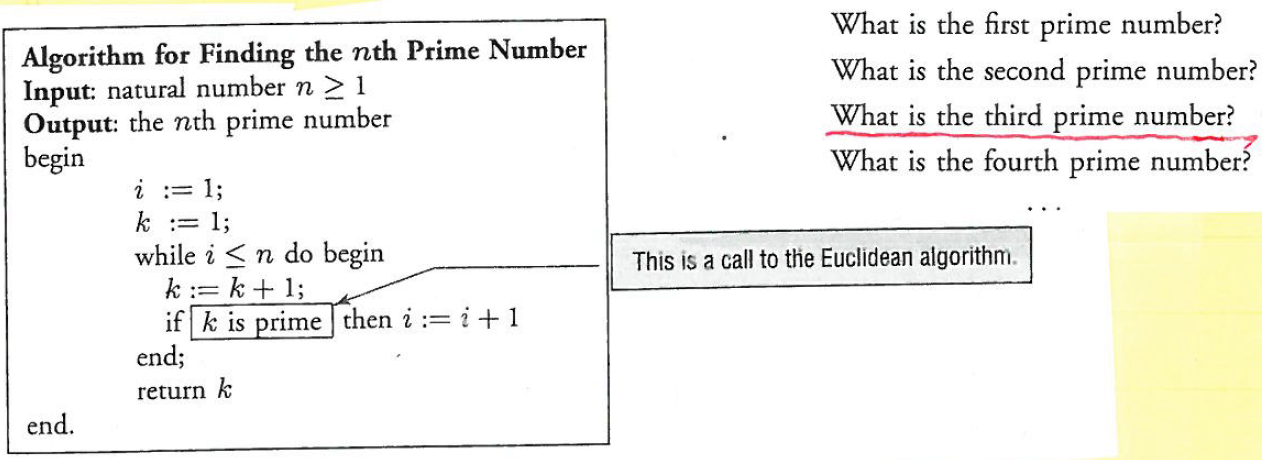 Algorithm for Finding the nth Prime Number
Input: natural number n ≥ 1
Output: the nth prime number
begin
i := 1;
k := 1;
while i ≤ n do begin
k := k + 1;
if k is prime then i := i + 1
end;
return k
end.
This is a call to the Euclidean algorithm.
What is the first prime number?
What is the second prime number?
What is the third prime number?
What is the fourth prime number?
...